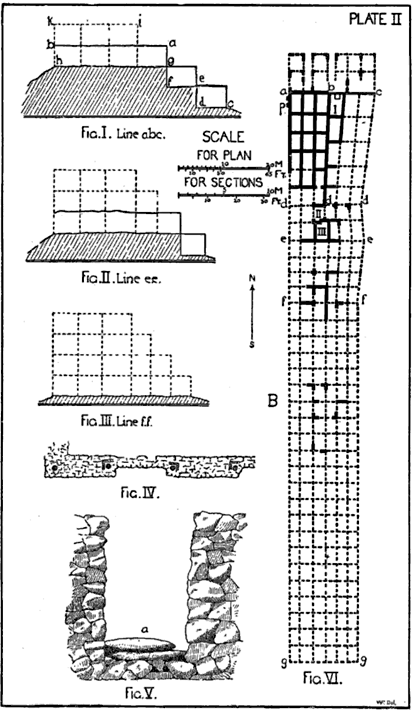 PLATE II
k l
b a
h g
f e
d c
Fig.I. Line abc.
SCALE
FOR PLAN
FOR SECTIONS
Fig.II. Line ee.
N
S
Fig.III. Line ff.
B
Fig.IV.
a
Fig.V.
a b c
P I
d d d
II
III
e e
f f
g g
Fig.VI.